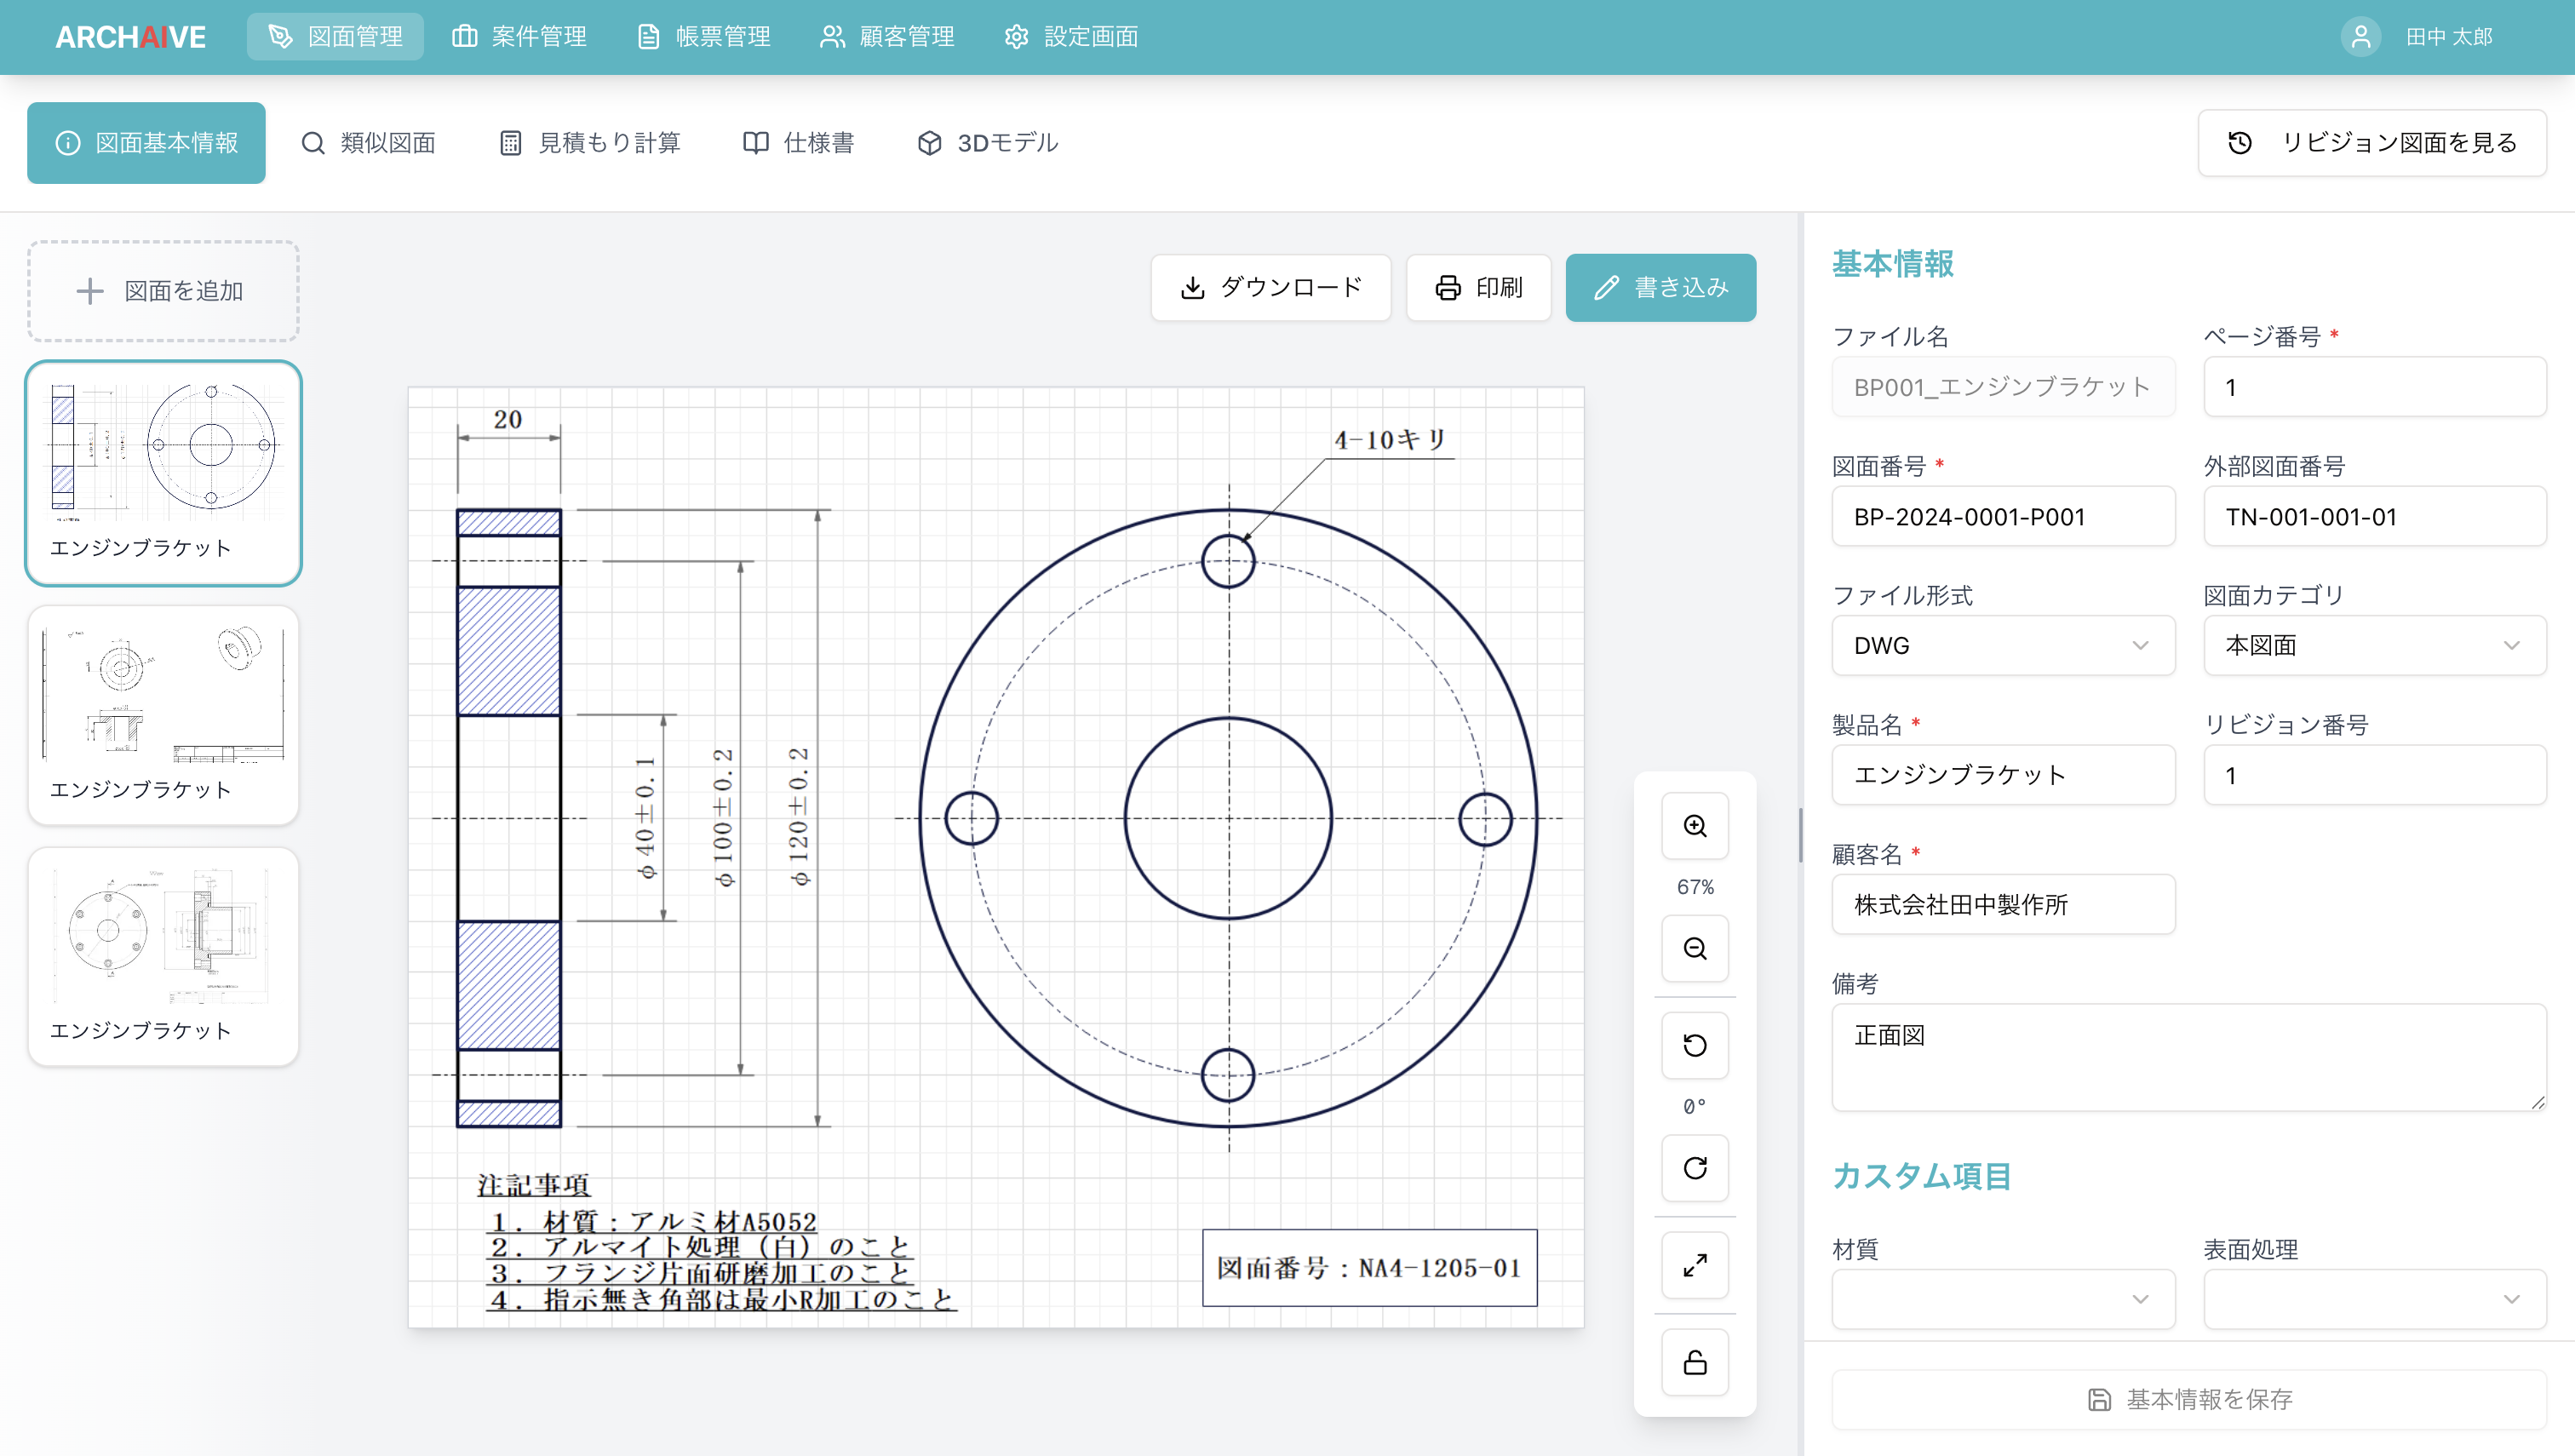 ARCHAIVE
図面管理
案件管理
帳票管理
顧客管理
設定画面
田中 太郎
図面基本情報
類似図面
見積もり計算
仕様書
3Dモデル
リビジョン図面を見る
図面を追加
エンジンブラケット
エンジンブラケット
エンジンブラケット
ダウンロード
印刷
書き込み
20
4-10キリ
φ40±0.1
φ100±0.2
φ120±0.2
注記事項
1. 材質：アルミ材A5052
2. アルマイト処理（白）のこと
3. フランジ片面研磨加工のこと
4. 指示無き角部は最小R加工のこと
図面番号：NA4-1205-01
67%
0°
基本情報
ファイル名
BP001_エンジンブラケット
ページ番号 *
1
図面番号 *
BP-2024-0001-P001
外部図面番号
TN-001-001-01
ファイル形式
DWG
図面カテゴリ
本図面
製品名 *
エンジンブラケット
リビジョン番号
1
顧客名 *
株式会社田中製作所
備考
正面図
カスタム項目
材質
表面処理
基本情報を保存